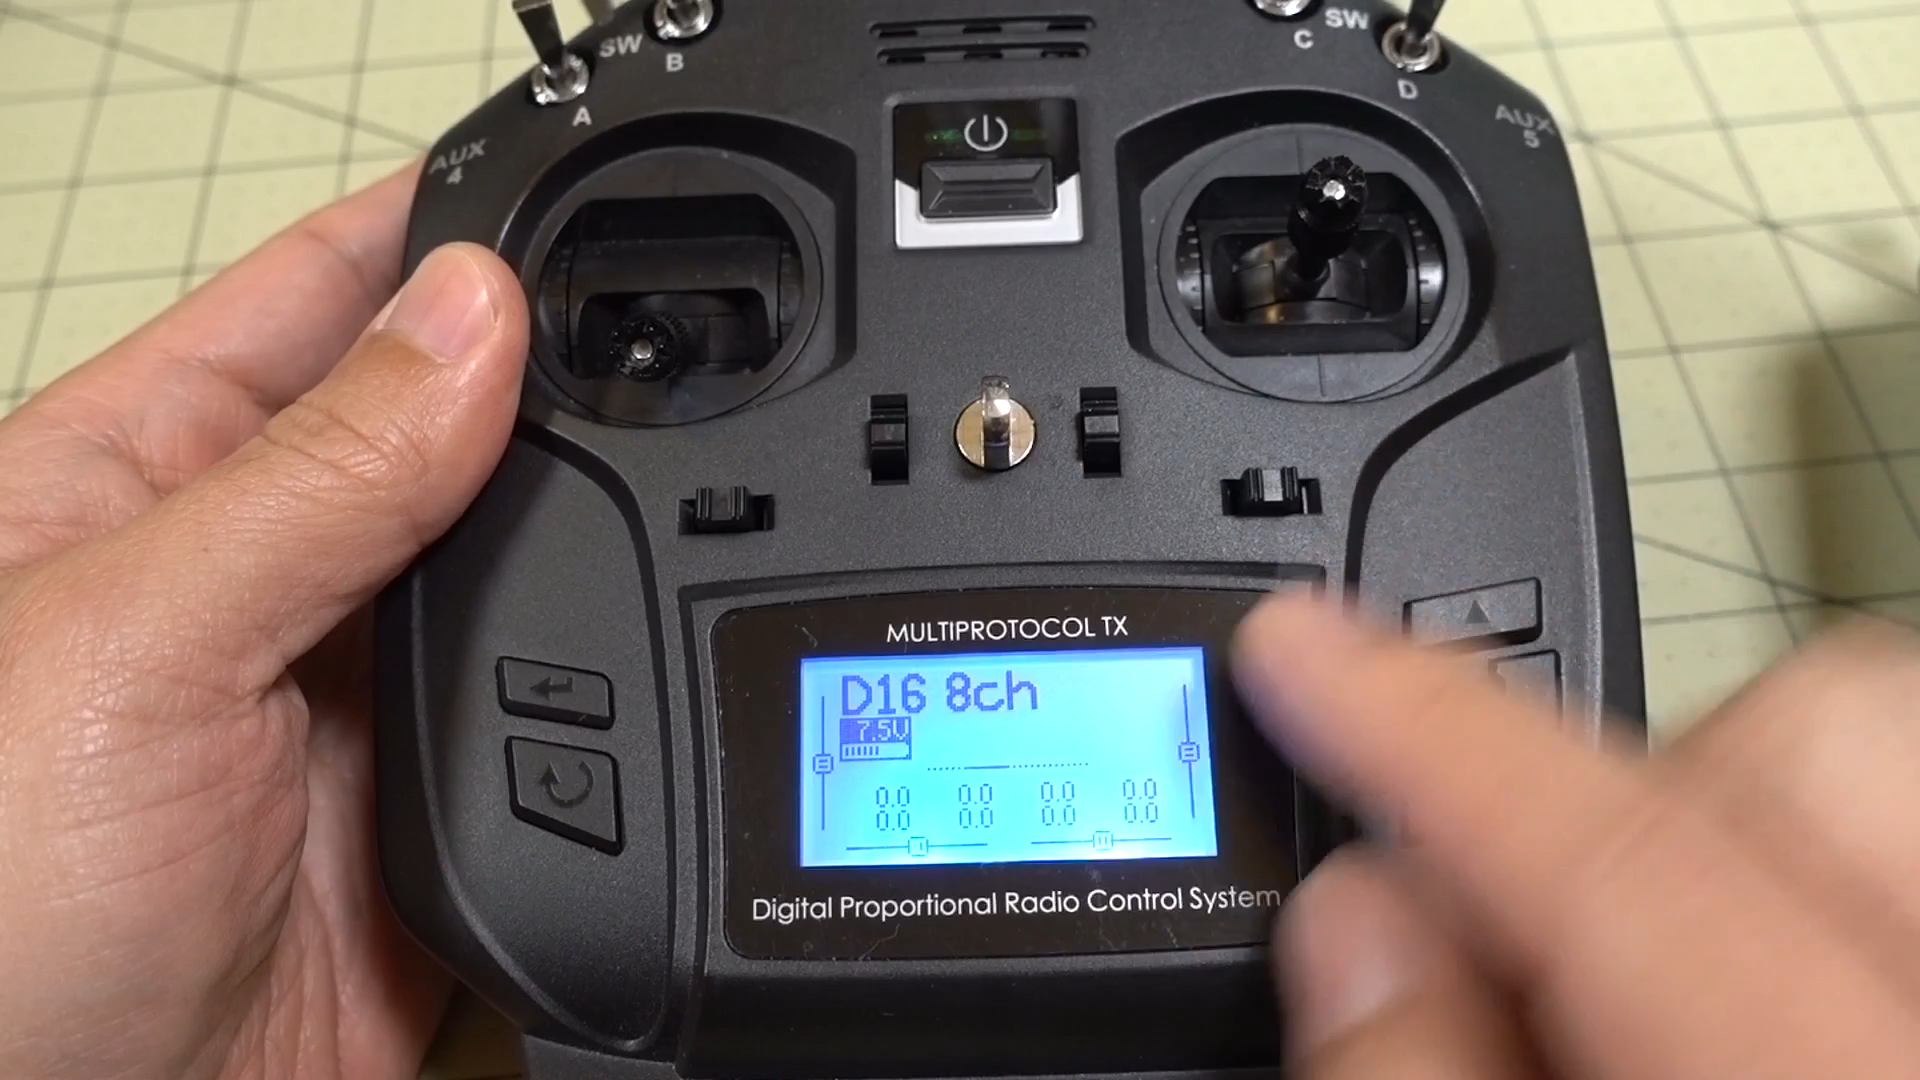 SW
B
A
AUX
4
C
SW
D
AUX
5
MULTIPROTOCOL TX
D16 8ch
7.5V
0.0 0.0 0.0 0.0
0.0 0.0 0.0 0.0
Digital Proportional Radio Control System